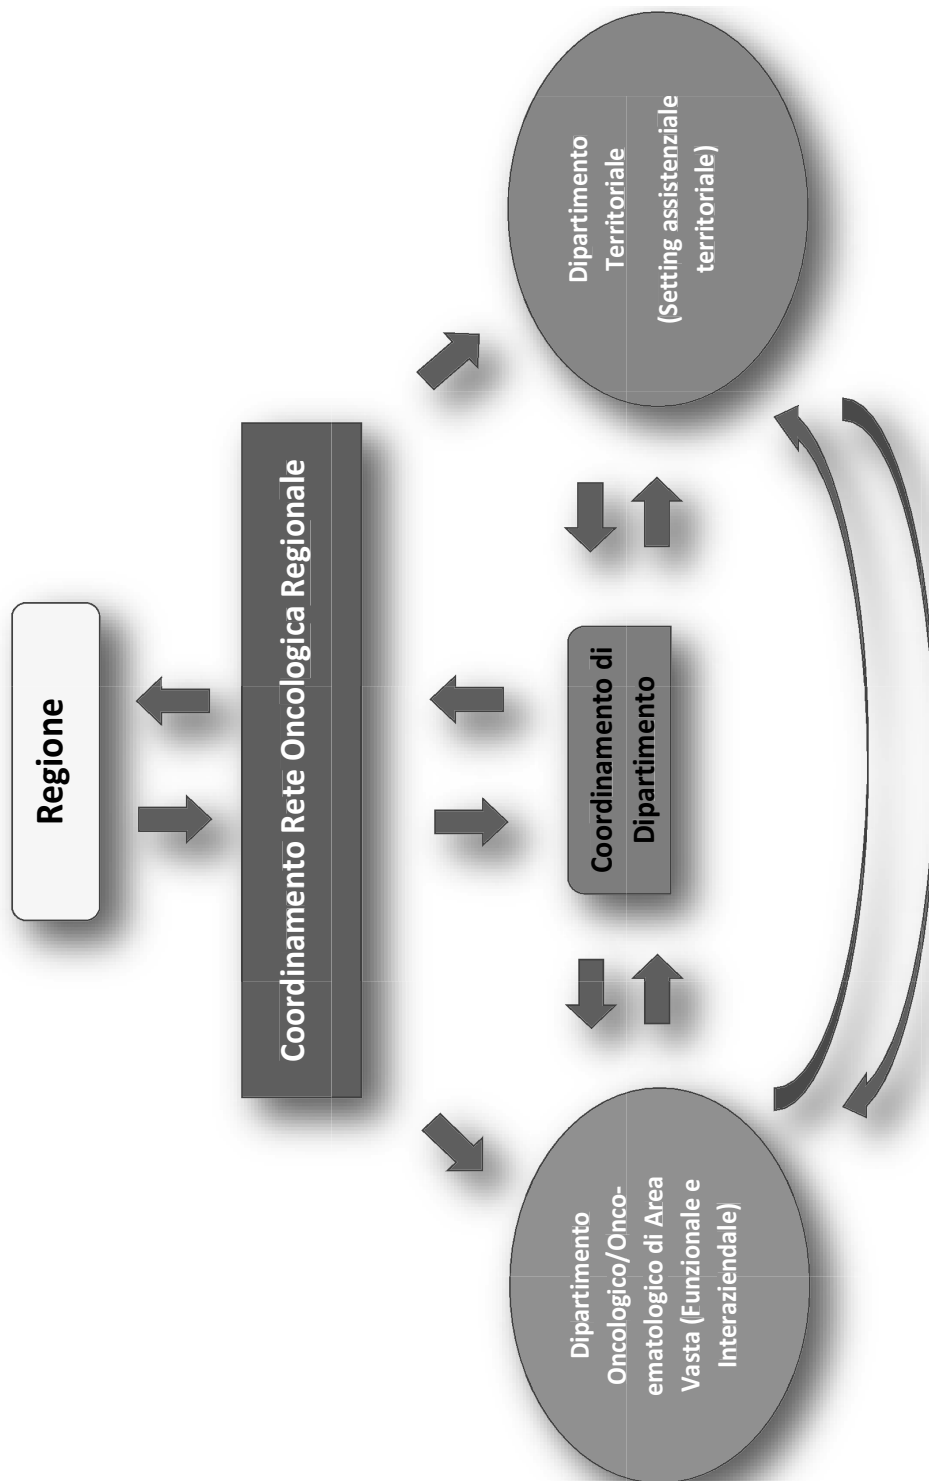 Regione
Coordinamento Rete Oncologica Regionale
Dipartimento
Oncologico/Onco-
ematologico di Area
Vasta (Funzionale e
Interaziendale)
Coordinamento di
Dipartimento
Dipartimento
Territoriale
(Setting assistenziale
territoriale)